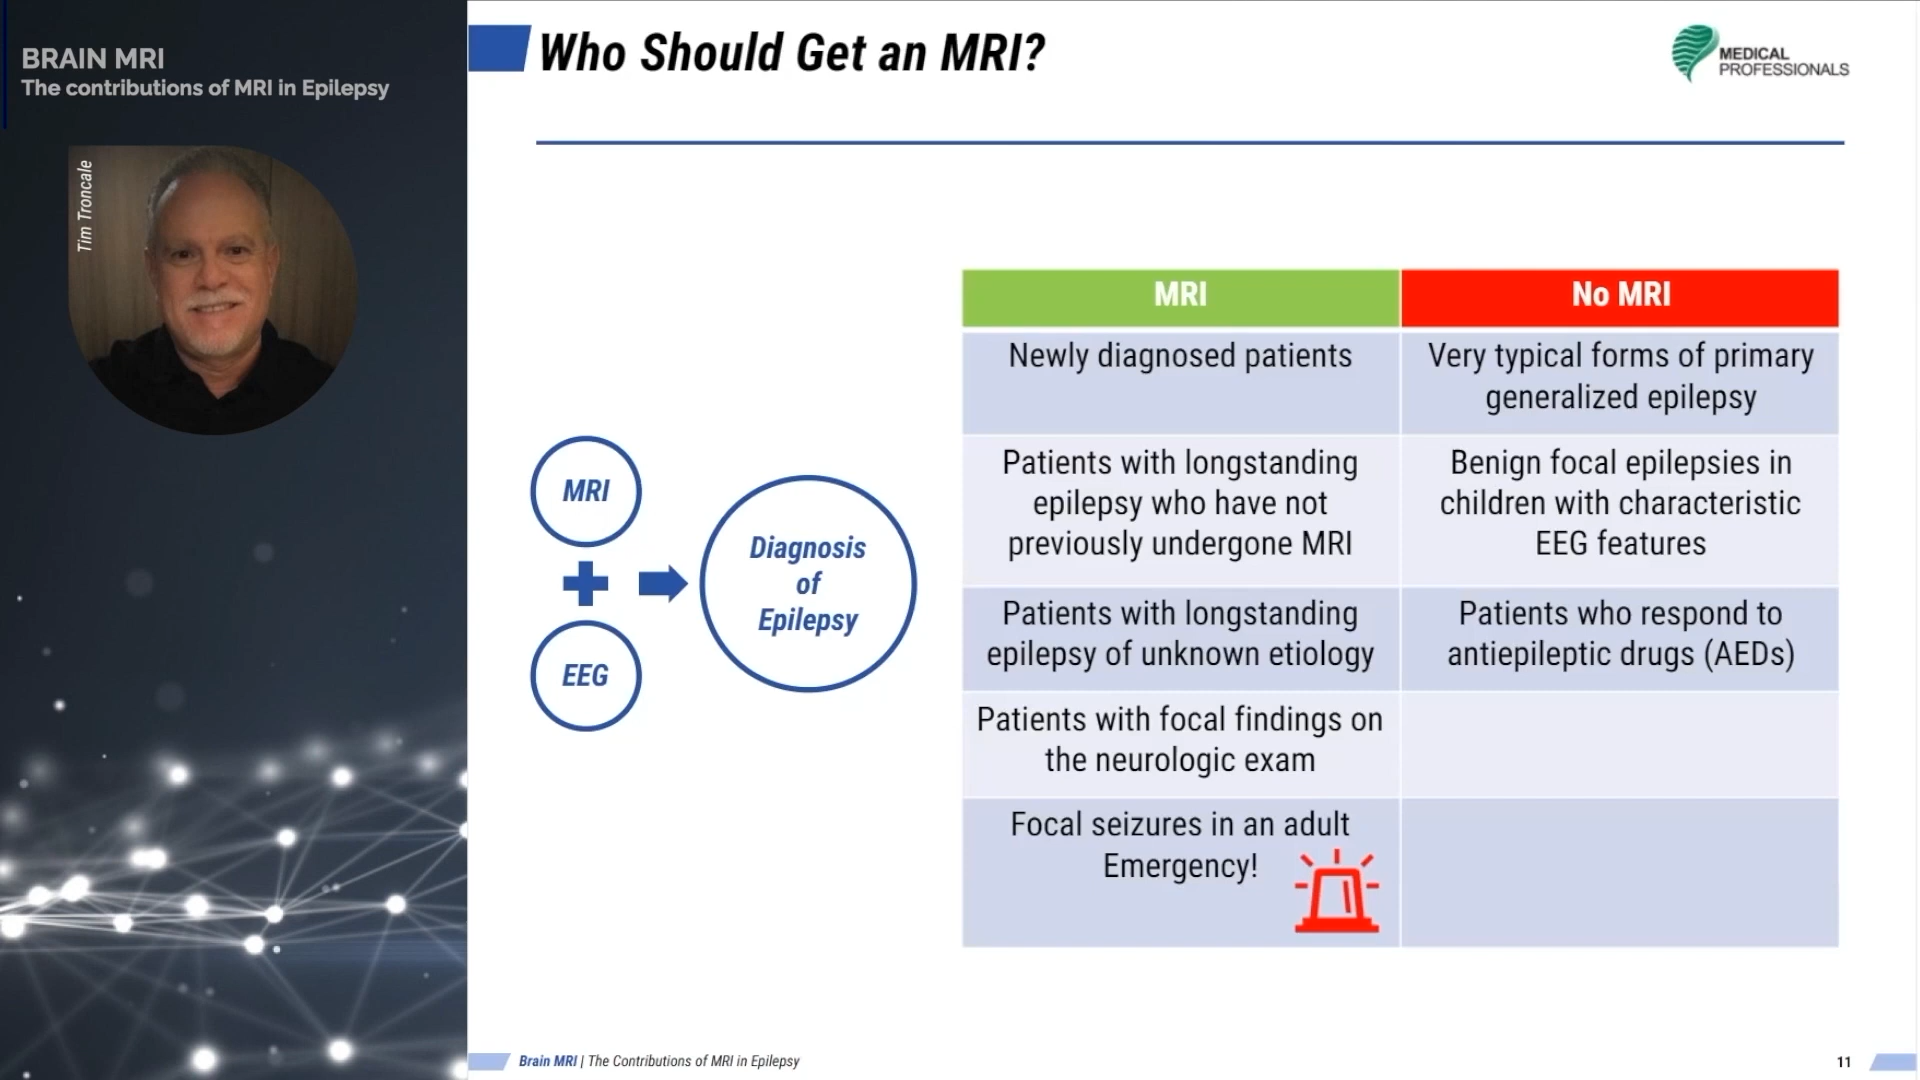 BRAIN MRI
The contributions of MRI in Epilepsy
Tim Troncale
Who Should Get an MRI?
MEDICAL
PROFESSIONALS
MRI
EEG
Diagnosis
of
Epilepsy
MRI
No MRI
Newly diagnosed patients
Very typical forms of primary
generalized epilepsy
Patients with longstanding
epilepsy who have not
previously undergone MRI
Benign focal epilepsies in
children with characteristic
EEG features
Patients with longstanding
epilepsy of unknown etiology
Patients who respond to
antiepileptic drugs (AEDs)
Patients with focal findings on
the neurologic exam
Focal seizures in an adult
Emergency!
Brain MRI | The Contributions of MRI in Epilepsy
11